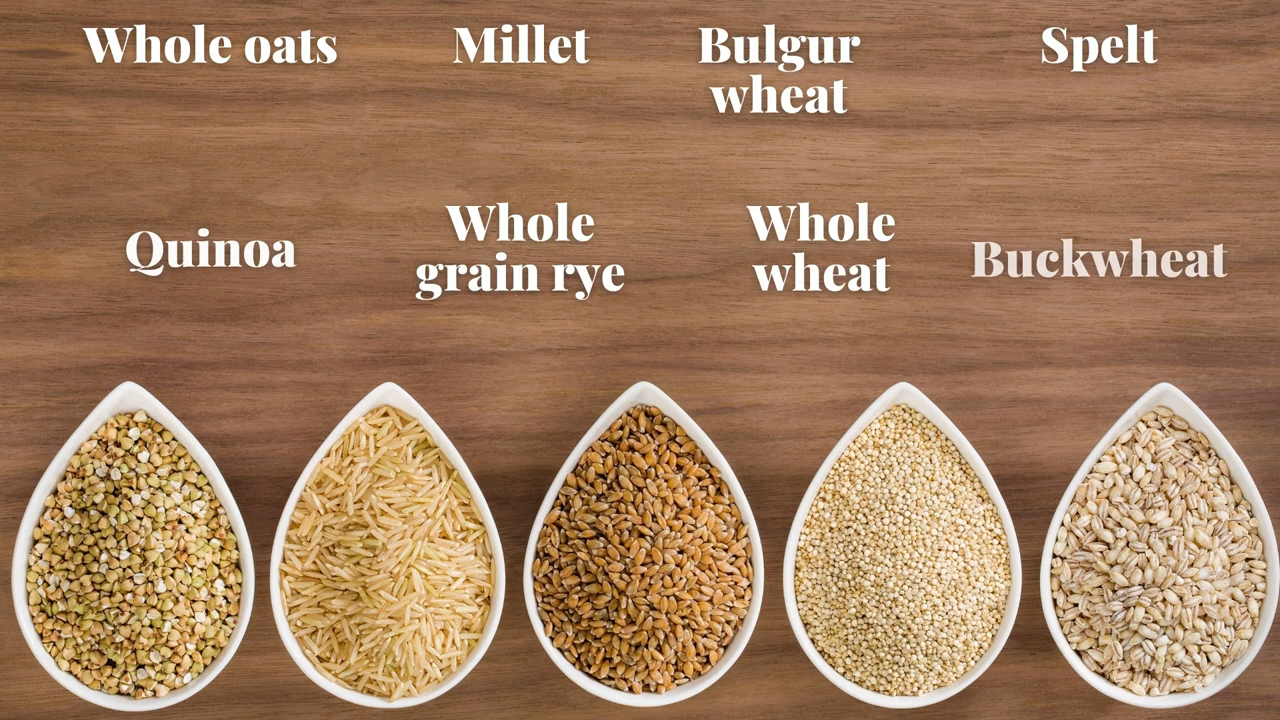 Whole oats
Millet
Bulgur
wheat
Spelt
Quinoa
Whole
grain rye
Whole
wheat
Buckwheat